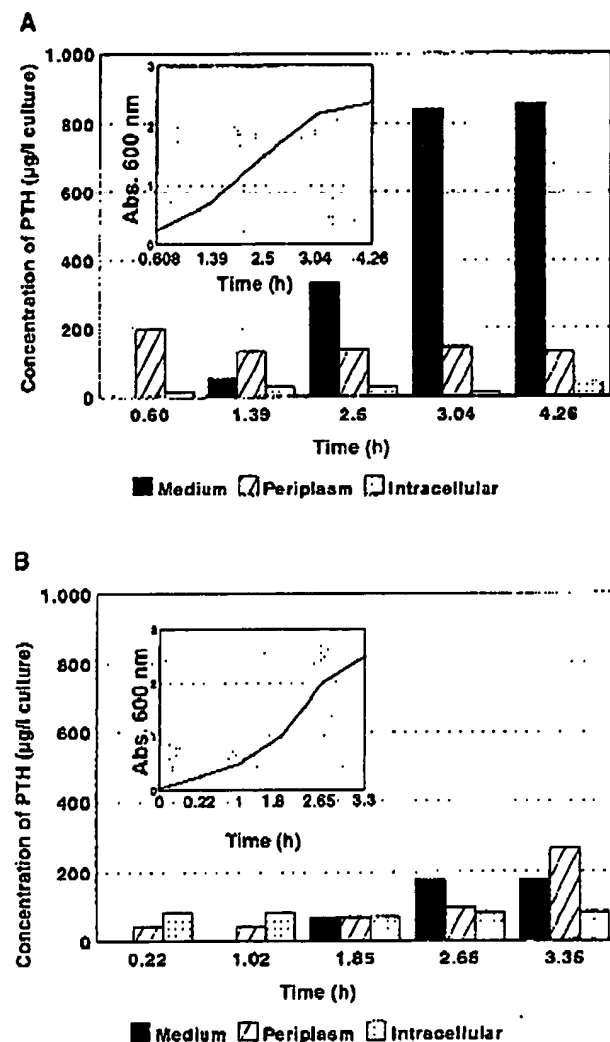 A
Concentration of PTH (µg/l culture)
1.000
800
600
400
200
0
Abs. 600 nm
3
2
1
0
0.608 1.39 2.5 3.04 4.26
Time (h)
0.60 1.39 2.5 3.04 4.26
Time (h)
Medium Periplasm Intracellular
B
Concentration of PTH (µg/l culture)
1.000
800
600
400
200
0
Abs. 600 nm
3
2
1
0
0 0.22 1 1.8 2.65 3.3
Time (h)
0.22 1.02 1.85 2.66 3.36
Time (h)
Medium Periplasm Intracellular